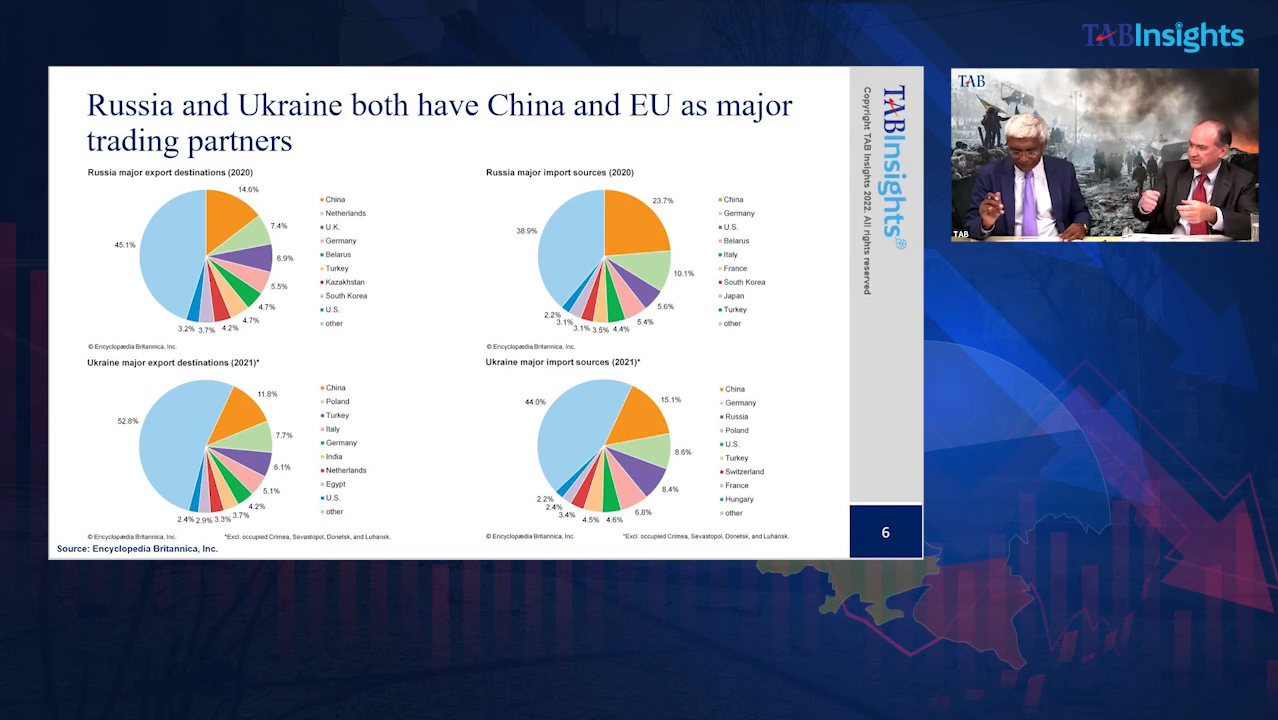 TABInsights
Russia and Ukraine both have China and EU as major
trading partners
Russia major export destinations (2020)
14.6%
7.4%
6.9%
5.5%
4.7%
4.7%
4.2%
3.7%
3.2%
45.1%
China
Netherlands
U.K.
Germany
Belarus
Turkey
Kazakhstan
South Korea
U.S.
other
© Encyclopædia Britannica, Inc.
Russia major import sources (2020)
23.7%
10.1%
5.6%
5.4%
4.4%
3.5%
3.1%
3.1%
2.2%
38.9%
China
Germany
U.S.
Belarus
Italy
France
South Korea
Japan
Turkey
other
© Encyclopædia Britannica, Inc.
Ukraine major export destinations (2021)*
11.8%
7.7%
6.1%
5.1%
4.2%
3.7%
3.3%
2.9%
2.4%
52.8%
China
Poland
Turkey
Italy
Germany
India
Netherlands
Egypt
U.S.
other
© Encyclopædia Britannica, Inc.
*Excl. occupied Crimea, Sevastopol, Donetsk, and Luhansk.
Ukraine major import sources (2021)*
15.1%
8.6%
8.4%
6.8%
4.6%
4.5%
3.4%
2.4%
2.2%
44.0%
China
Germany
Russia
Poland
U.S.
Turkey
Switzerland
France
Hungary
other
© Encyclopædia Britannica, Inc.
*Excl. occupied Crimea, Sevastopol, Donetsk, and Luhansk.
Source: Encyclopedia Britannica, Inc.
TABInsights
Copyright TAB Insights 2022. All rights reserved
6
TAB
TAB